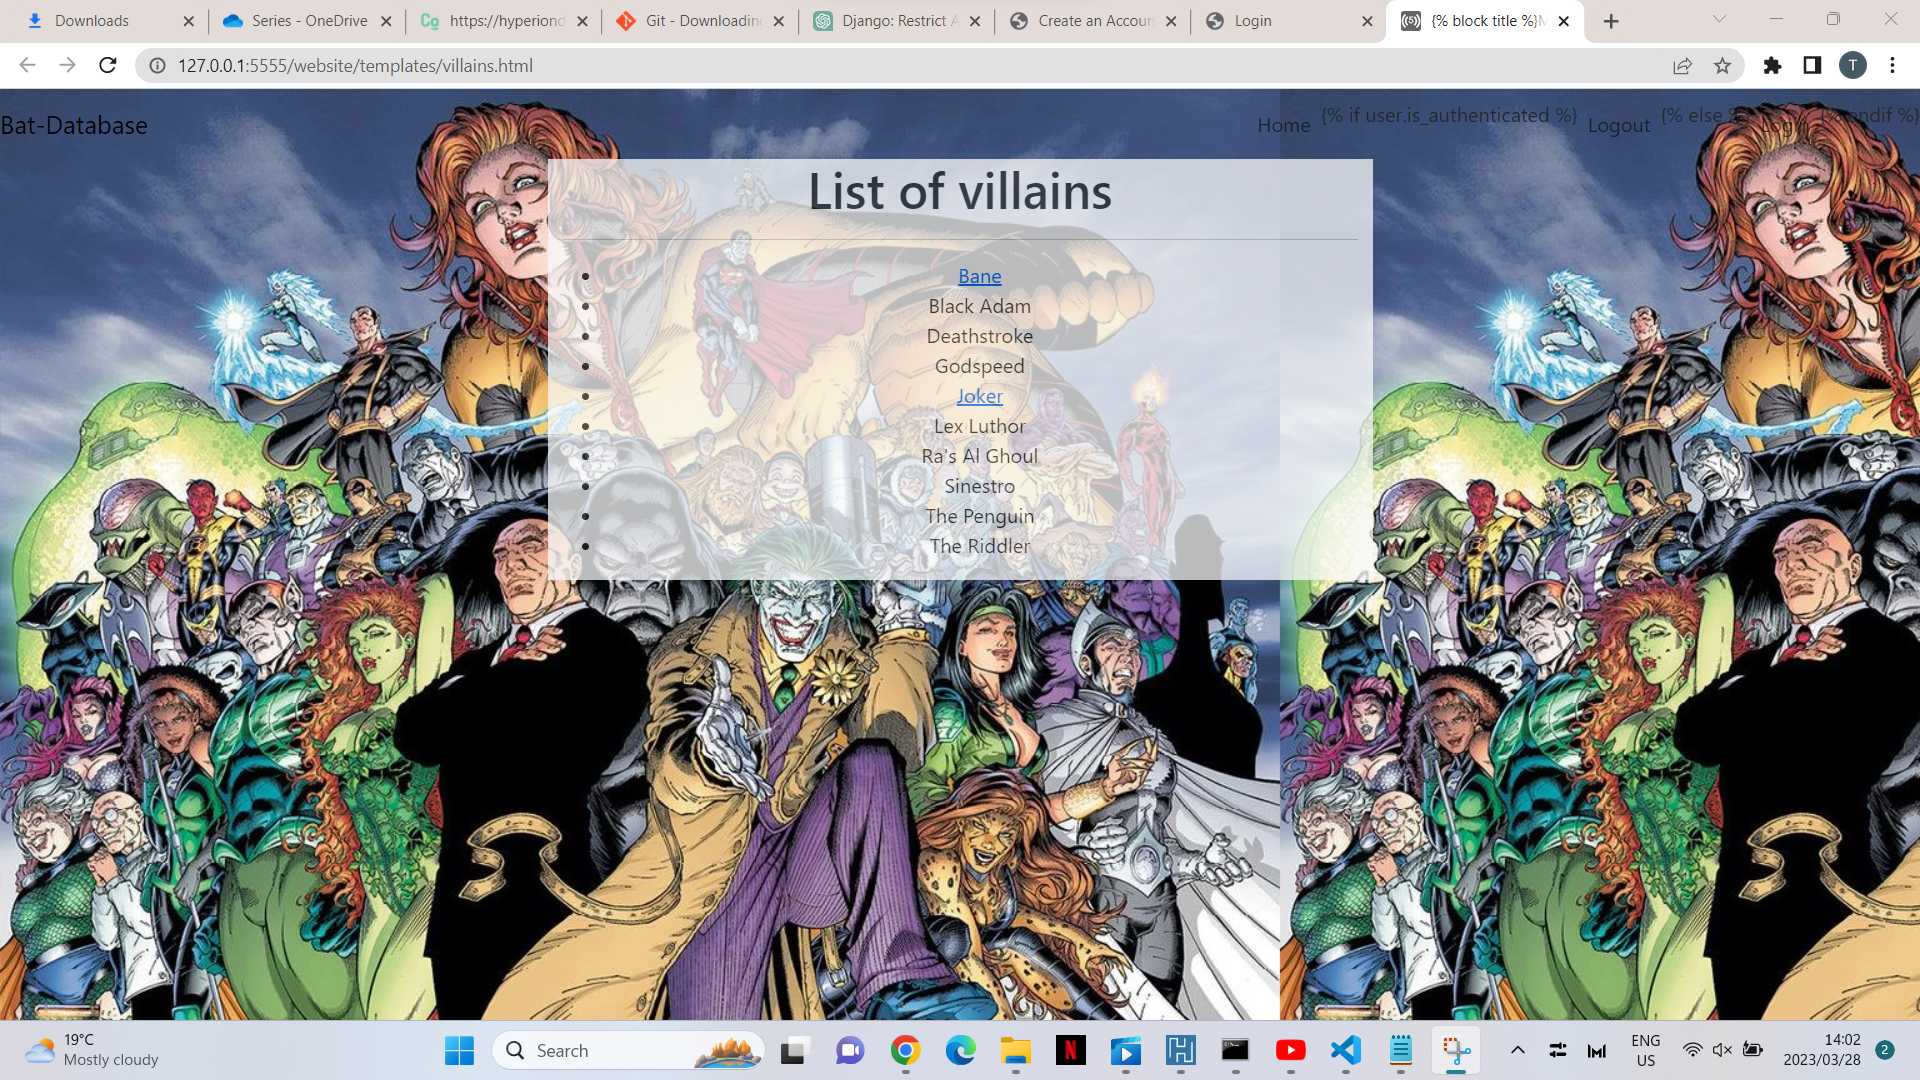 Downloads
Series - OneDrive
https://hyperiond
Git - Downloading
Django: Restrict A
Create an Accoun
Login
{% block title %}M
127.0.0.1:5555/website/templates/villains.html
T
Bat-Database
Home {% if user.is_authenticated %} Logout {% else %} Login {% endif %}
List of villains
Bane
Black Adam
Deathstroke
Godspeed
Joker
Lex Luthor
Ra's Al Ghoul
Sinestro
The Penguin
The Riddler
19°C
Mostly cloudy
Search
ENG
US
14:02
2023/03/28
2